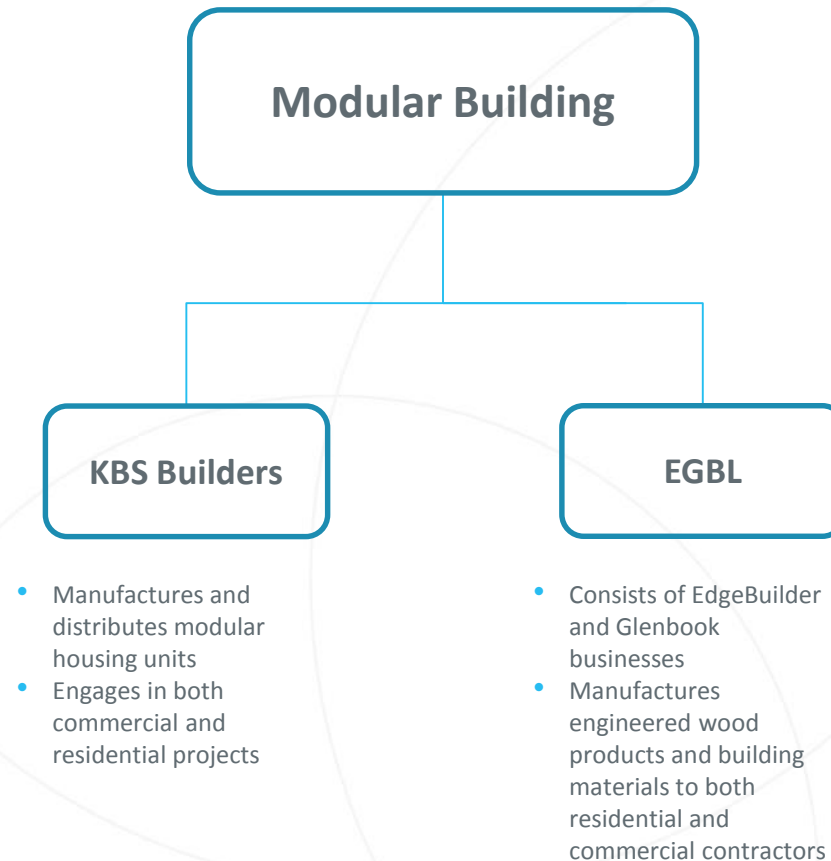 Modular Building
KBS Builders
EGBL
• Manufactures and
distributes modular
housing units
• Engages in both
commercial and
residential projects
• Consists of EdgeBuilder
and Glenbook
businesses
• Manufactures
engineered wood
products and building
materials to both
residential and
commercial contractors